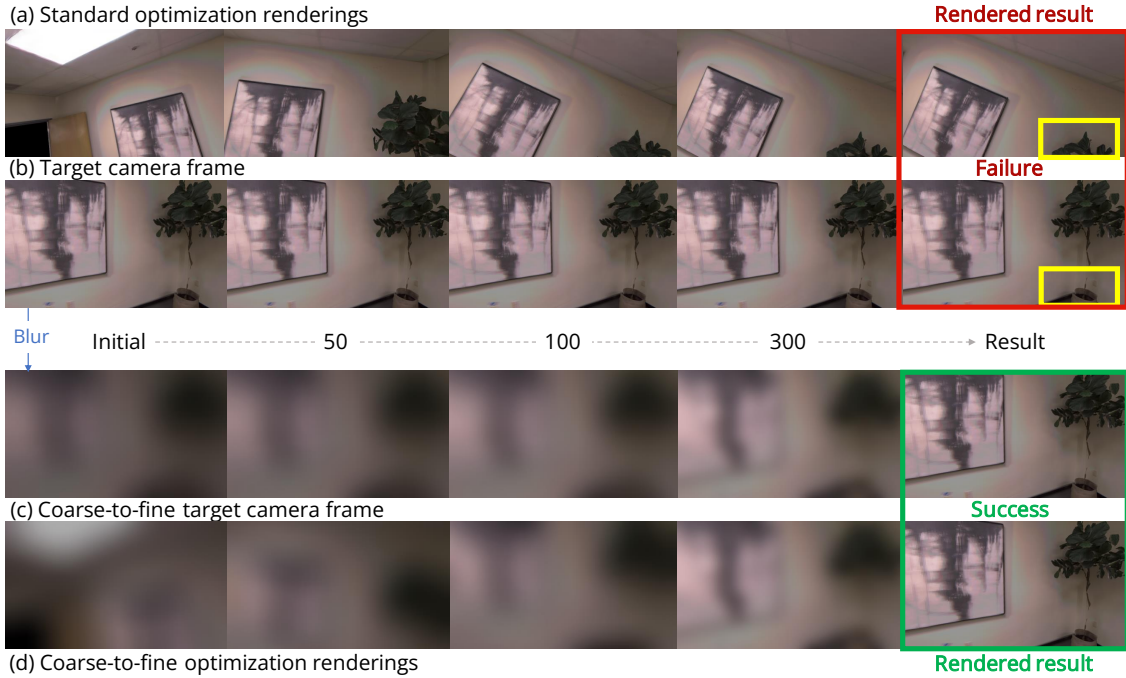 (a) Standard optimization renderings
Rendered result
(b) Target camera frame
Failure
Blur
Initial
50
100
300
Result
(c) Coarse-to-fine target camera frame
Success
(d) Coarse-to-fine optimization renderings
Rendered result